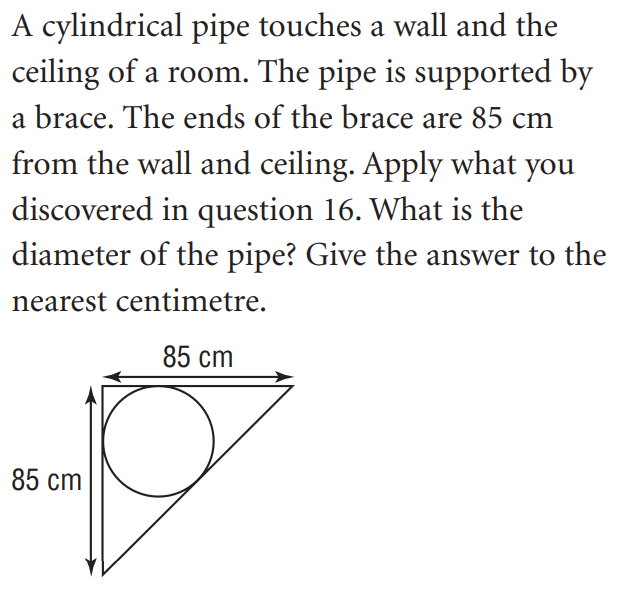 A cylindrical pipe touches a wall and the
ceiling of a room. The pipe is supported by
a brace. The ends of the brace are 85 cm
from the wall and ceiling. Apply what you
discovered in question 16. What is the
diameter of the pipe? Give the answer to the
nearest centimetre.
85 cm
85 cm